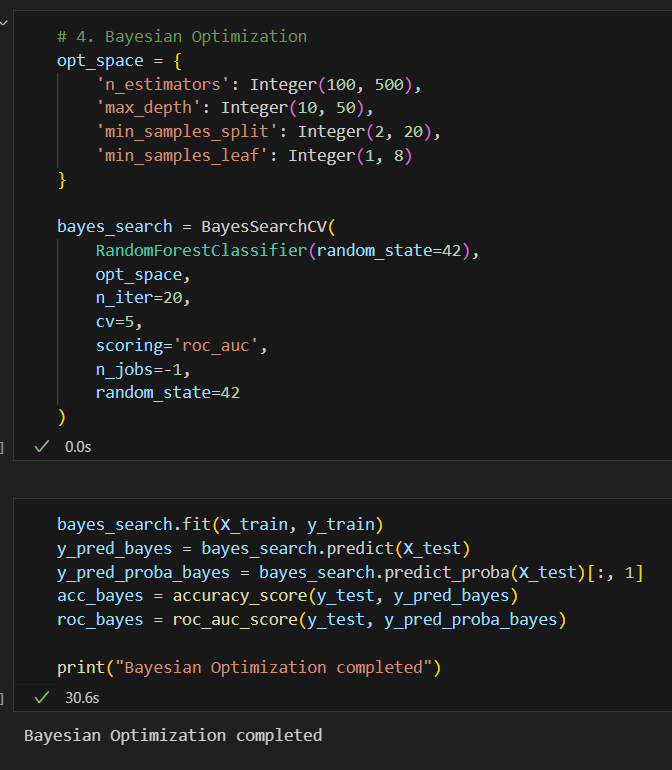 # 4. Bayesian Optimization
opt_space = {
    'n_estimators': Integer(100, 500),
    'max_depth': Integer(10, 50),
    'min_samples_split': Integer(2, 20),
    'min_samples_leaf': Integer(1, 8)
}
bayes_search = BayesSearchCV(
    RandomForestClassifier(random_state=42),
    opt_space,
    n_iter=20,
    cv=5,
    scoring='roc_auc',
    n_jobs=-1,
    random_state=42
)
]
0.0s
bayes_search.fit(X_train, y_train)
y_pred_bayes = bayes_search.predict(X_test)
y_pred_proba_bayes = bayes_search.predict_proba(X_test)[:, 1]
acc_bayes = accuracy_score(y_test, y_pred_bayes)
roc_bayes = roc_auc_score(y_test, y_pred_proba_bayes)
print("Bayesian Optimization completed")
]
30.6s
Bayesian Optimization completed